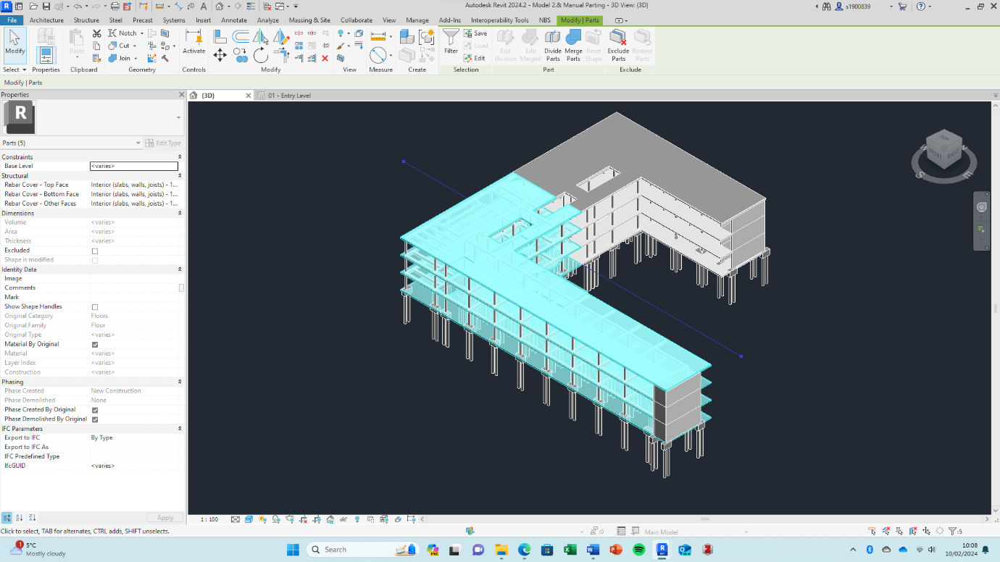 Autodesk Revit 2024.2 - Model 2.& Manual Parting - 3D View: {3D}
s1900839
File Architecture Structure Steel Precast Systems Insert Annotate Analyze Massing & Site Collaborate View Manage Add-Ins Interoperability Tools NBS Modify | Parts
Modify
Paste
Notch
Cut
Join
Activate
Filter
Save
Load
Edit
Edit Division
Edit Merged
Divide Parts
Merge Parts
Reset Shape
Exclude Parts
Restore Parts
Select Properties Clipboard Geometry Controls Modify View Measure Create Selection Part Exclude
Modify | Parts
Properties
{3D}
01 - Entry Level
R
Parts (5)
Edit Type
Constraints
Base Level <varies>
Structural
Rebar Cover - Top Face Interior (slabs, walls, joists) - 1...
Rebar Cover - Bottom Face Interior (slabs, walls, joists) - 1...
Rebar Cover - Other Faces Interior (slabs, walls, joists) - 1...
Dimensions
Volume <varies>
Area <varies>
Thickness <varies>
Excluded
Shape is modified
Identity Data
Image
Comments
Mark
Show Shape Handles
Original Category Floors
Original Family Floor
Original Type <varies>
Material By Original
Material <varies>
Layer Index <varies>
Construction <varies>
Phasing
Phase Created New Construction
Phase Demolished None
Phase Created By Original
Phase Demolished By Original
IFC Parameters
Export to IFC By Type
Export to IFC As
IFC Predefined Type
IfcGUID <varies>
Apply
TOP
FRONT
RIGHT
S
E
1 : 100
Click to select, TAB for alternates, CTRL adds, SHIFT unselects.
:0
Main Model
:5
1
5°C
Mostly cloudy
Search
10:08
10/02/2024